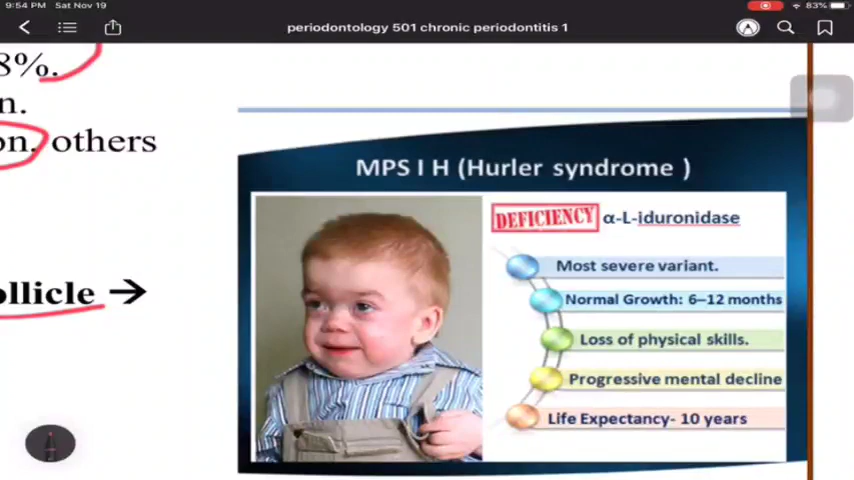 9:54 PM Sat Nov 19
83%
periodontology 501 chronic periodontitis 1
8%.
n.
on. others
ollicle →
MPS I H (Hurler syndrome )
DEFICIENCY α-L-iduronidase
Most severe variant.
Normal Growth: 6–12 months
Loss of physical skills.
Progressive mental decline
Life Expectancy- 10 years